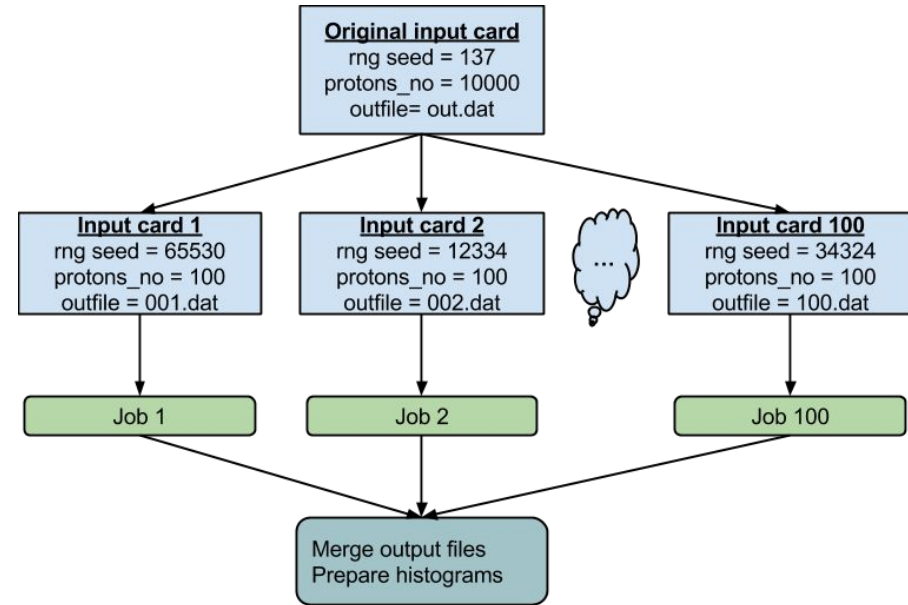 Original input card
rng seed = 137
protons_no = 10000
outfile= out.dat
Input card 1
rng seed = 65530
protons_no = 100
outfile = 001.dat
Input card 2
rng seed = 12334
protons_no = 100
outfile = 002.dat
...
Input card 100
rng seed = 34324
protons_no = 100
outfile = 100.dat
Job 1
Job 2
Job 100
Merge output files
Prepare histograms